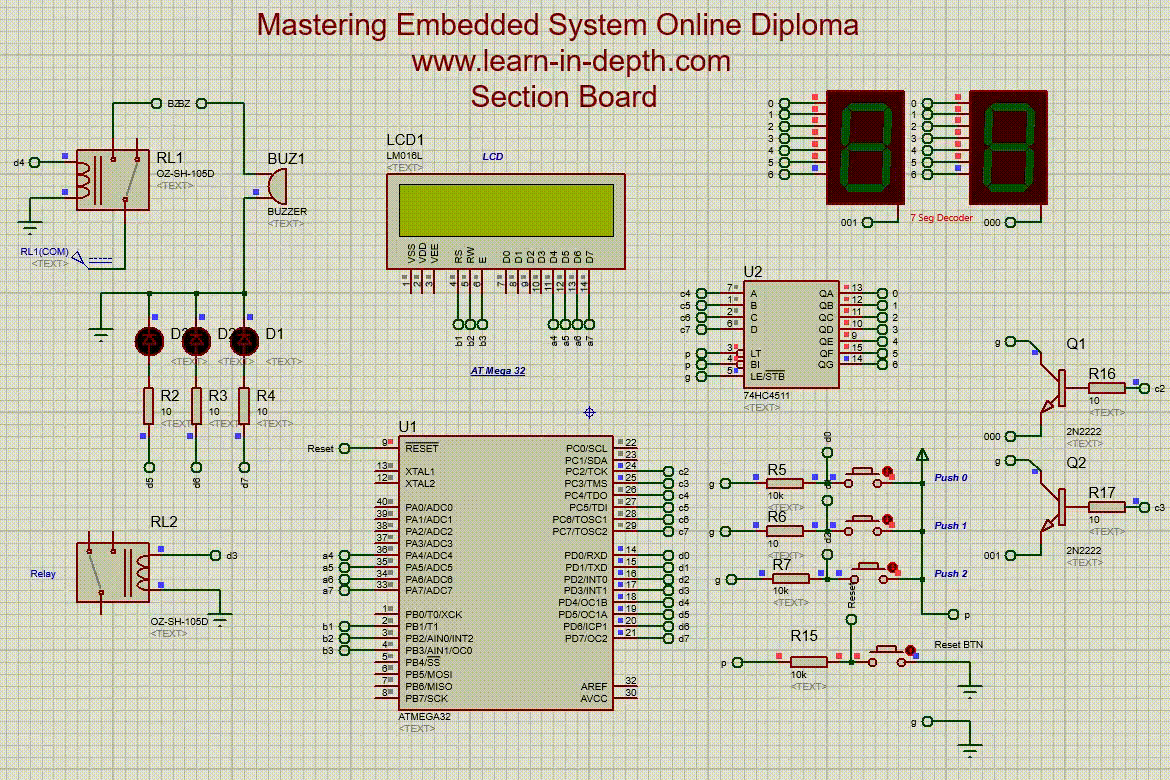 Mastering Embedded System Online Diploma
www.learn-in-depth.com
Section Board
BZ BZ
d4
RL1
OZ-SH-105D
<TEXT>
BUZ1
BUZZER
<TEXT>
RL1(COM)
<TEXT>
D1
<TEXT> <TEXT> <TEXT>
R2 R3 R4
10 10 10
<TEXT> <TEXT> <TEXT>
d5 d6 d7
RL2
d3
Relay
OZ-SH-105D
<TEXT>
LCD1
LM016L
<TEXT>
LCD
VSS VDD VEE RS RW E D0 D1 D2 D3 D4 D5 D6 D7
1 2 3 4 5 6 7 8 9 10 11 12 13 14
b1 b2 b3 a4 a5 a6 a7
AT Mega 32
U1
Reset 9 RESET PC0/SCL 22
PC1/SDA 23
13 XTAL1 PC2/TCK 24 c2
12 XTAL2 PC3/TMS 25 c3
PC4/TDO 26 c4
40 PA0/ADC0 PC5/TDI 27 c5
39 PA1/ADC1 PC6/TOSC1 28 c6
38 PA2/ADC2 PC7/TOSC2 29 c7
37 PA3/ADC3
a4 36 PA4/ADC4 PD0/RXD 14 d0
a5 35 PA5/ADC5 PD1/TXD 15 d1
a6 34 PA6/ADC6 PD2/INT0 16 d2
a7 33 PA7/ADC7 PD3/INT1 17 d3
PD4/OC1B 18 d4
1 PB0/T0/XCK PD5/OC1A 19 d5
b1 2 PB1/T1 PD6/ICP1 20 d6
b2 3 PB2/AIN0/INT2 PD7/OC2 21 d7
b3 4 PB3/AIN1/OC0
5 PB4/SS
6 PB5/MOSI
7 PB6/MISO AREF 32
8 PB7/SCK AVCC 30
ATMEGA32
<TEXT>
0 0
1 1
2 2
3 3
4 4
5 5
6 6
7 Seg Decoder
001 000
U2
c4 7 A QA 13 0
c5 1 B QB 12 1
c6 2 C QC 11 2
c7 6 D QD 10 3
QE 9 4
p 3 LT QF 15 5
p 4 BI QG 14 6
g 5 LE/STB
74HC4511
<TEXT>
g Q1
R16
c2
10
<TEXT>
2N2222
000
<TEXT>
g Q2
R17
c3
10
<TEXT>
2N2222
001
<TEXT>
d0
R5
g
10k
<TEXT>
Push 0
R6
g
10
<TEXT>
Push 1
R7
g
10k
<TEXT>
Push 2
p
Reset
R15
p
10k
<TEXT>
Reset BTN
g